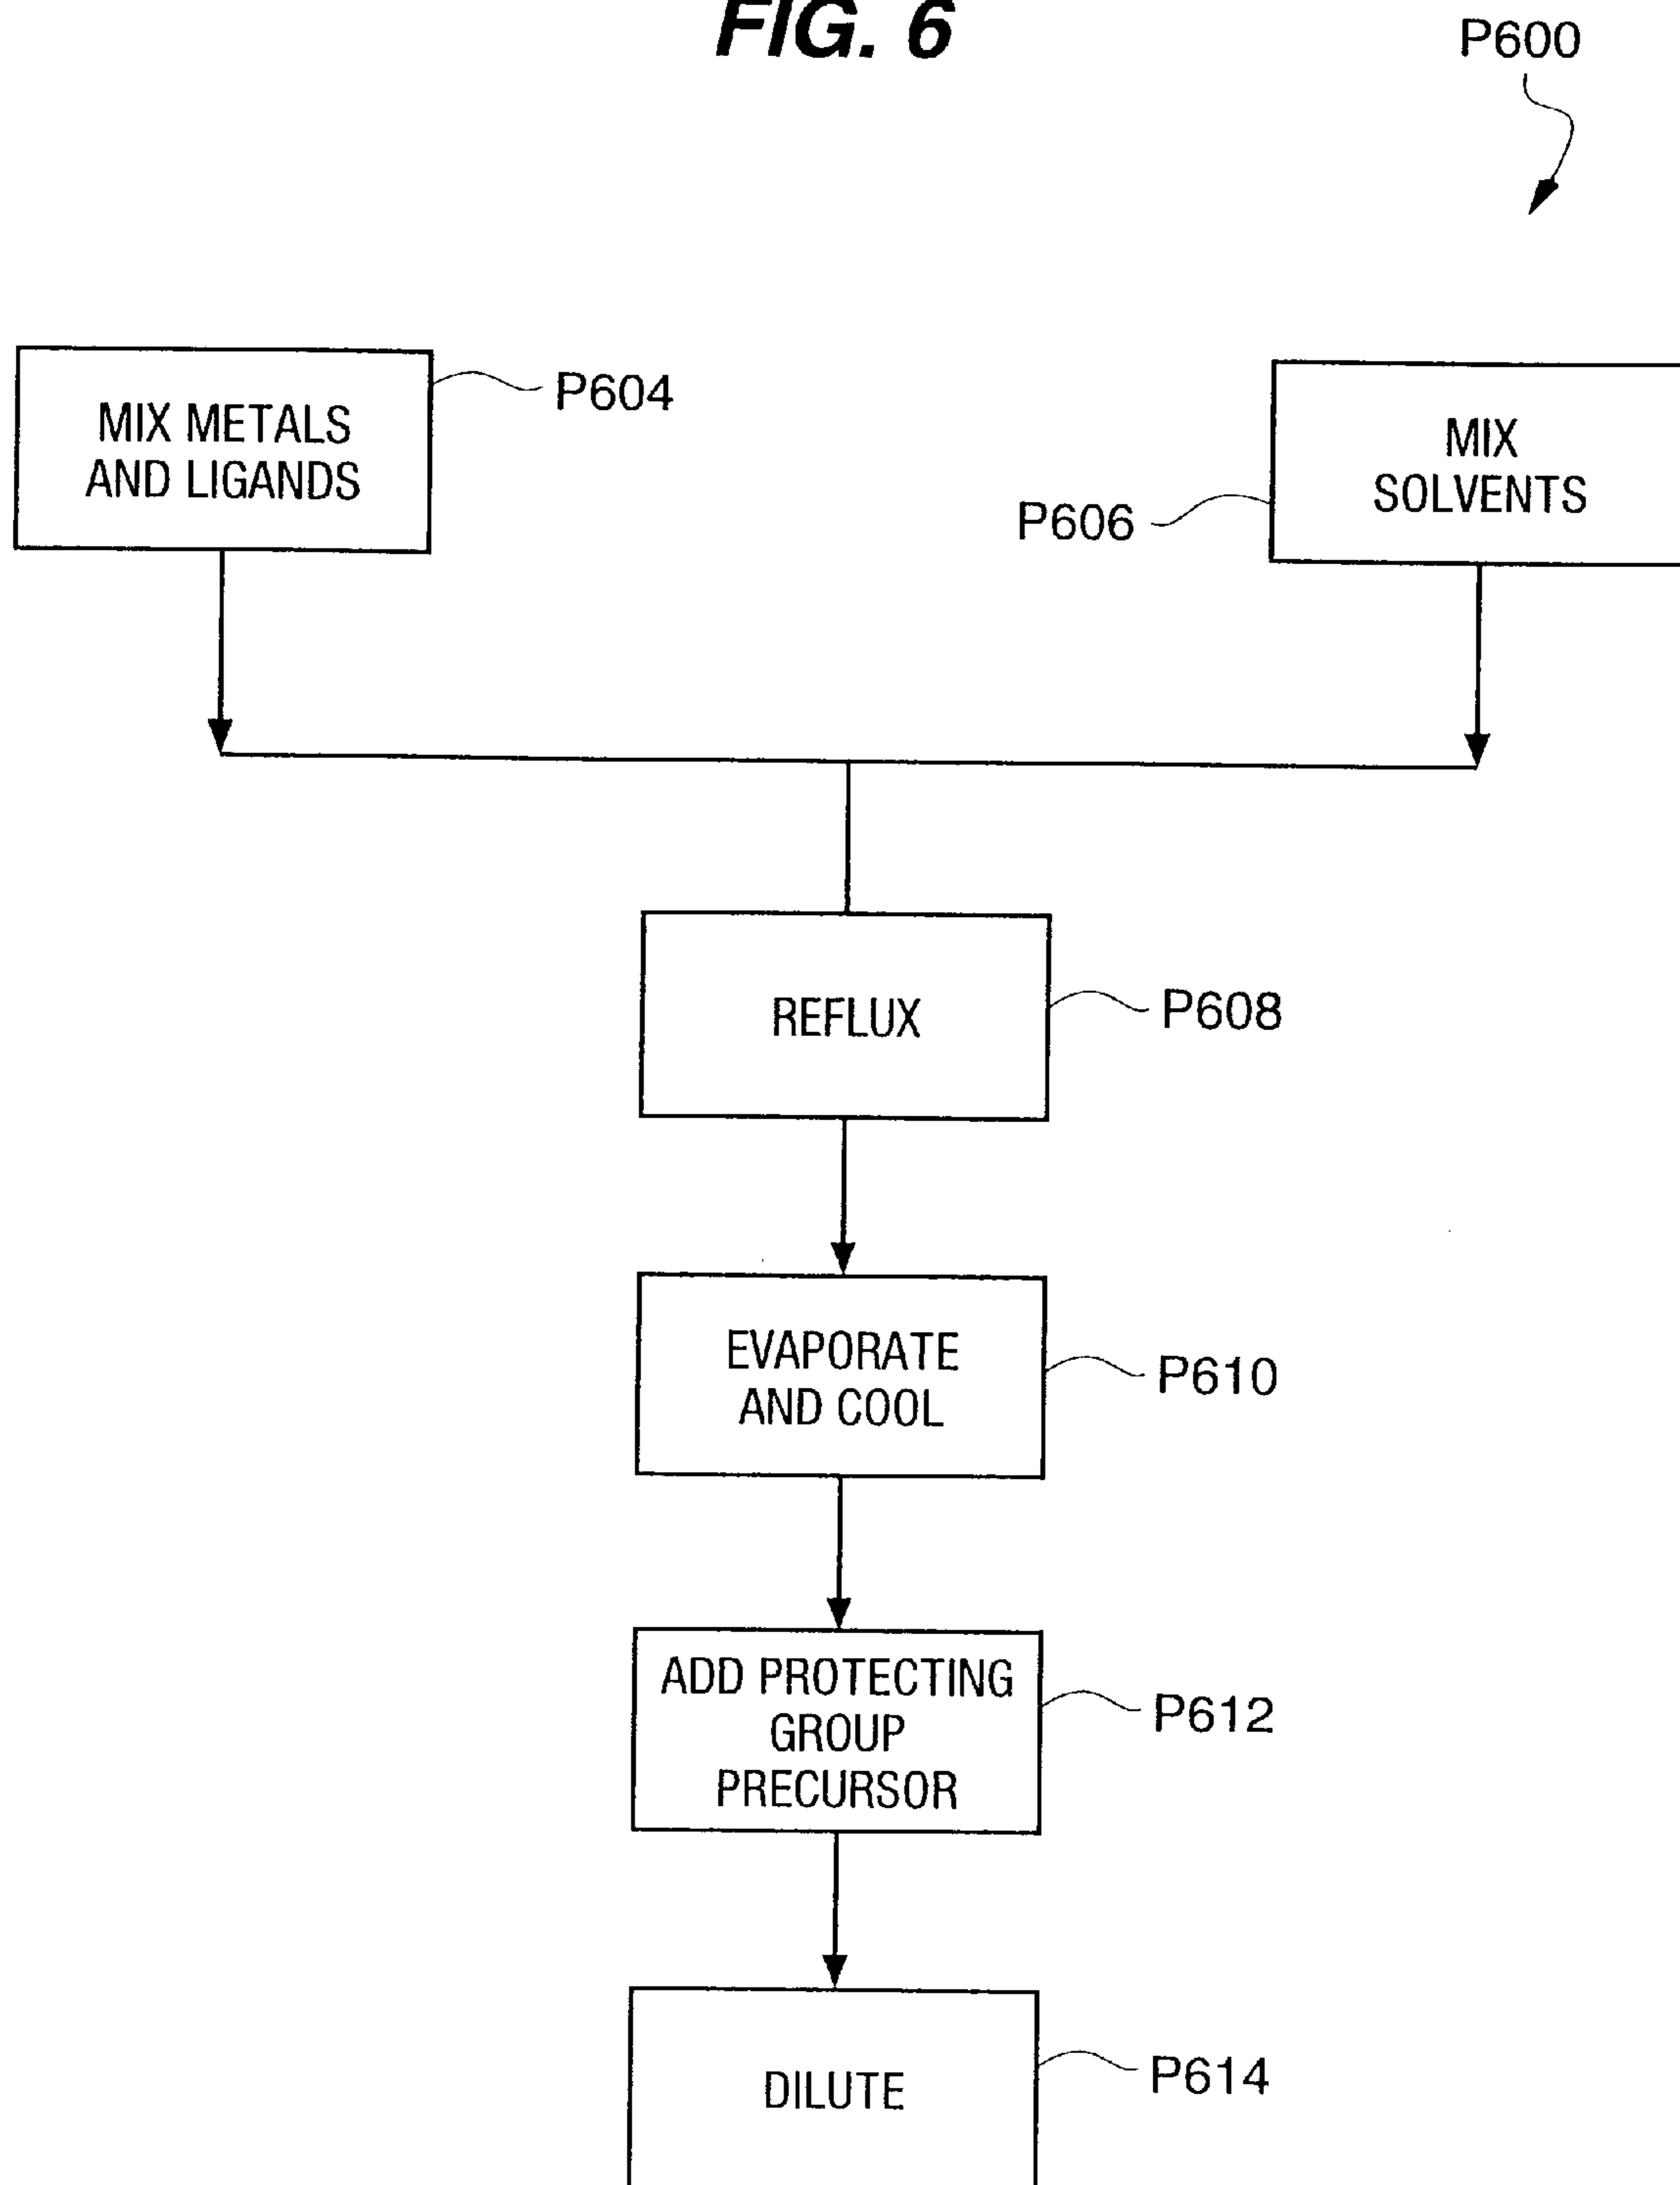 FIG. 6
P600
MIX METALS
AND LIGANDS
P604
MIX
SOLVENTS
P606
REFLUX
P608
EVAPORATE
AND COOL
P610
ADD PROTECTING
GROUP
PRECURSOR
P612
DILUTE
P614